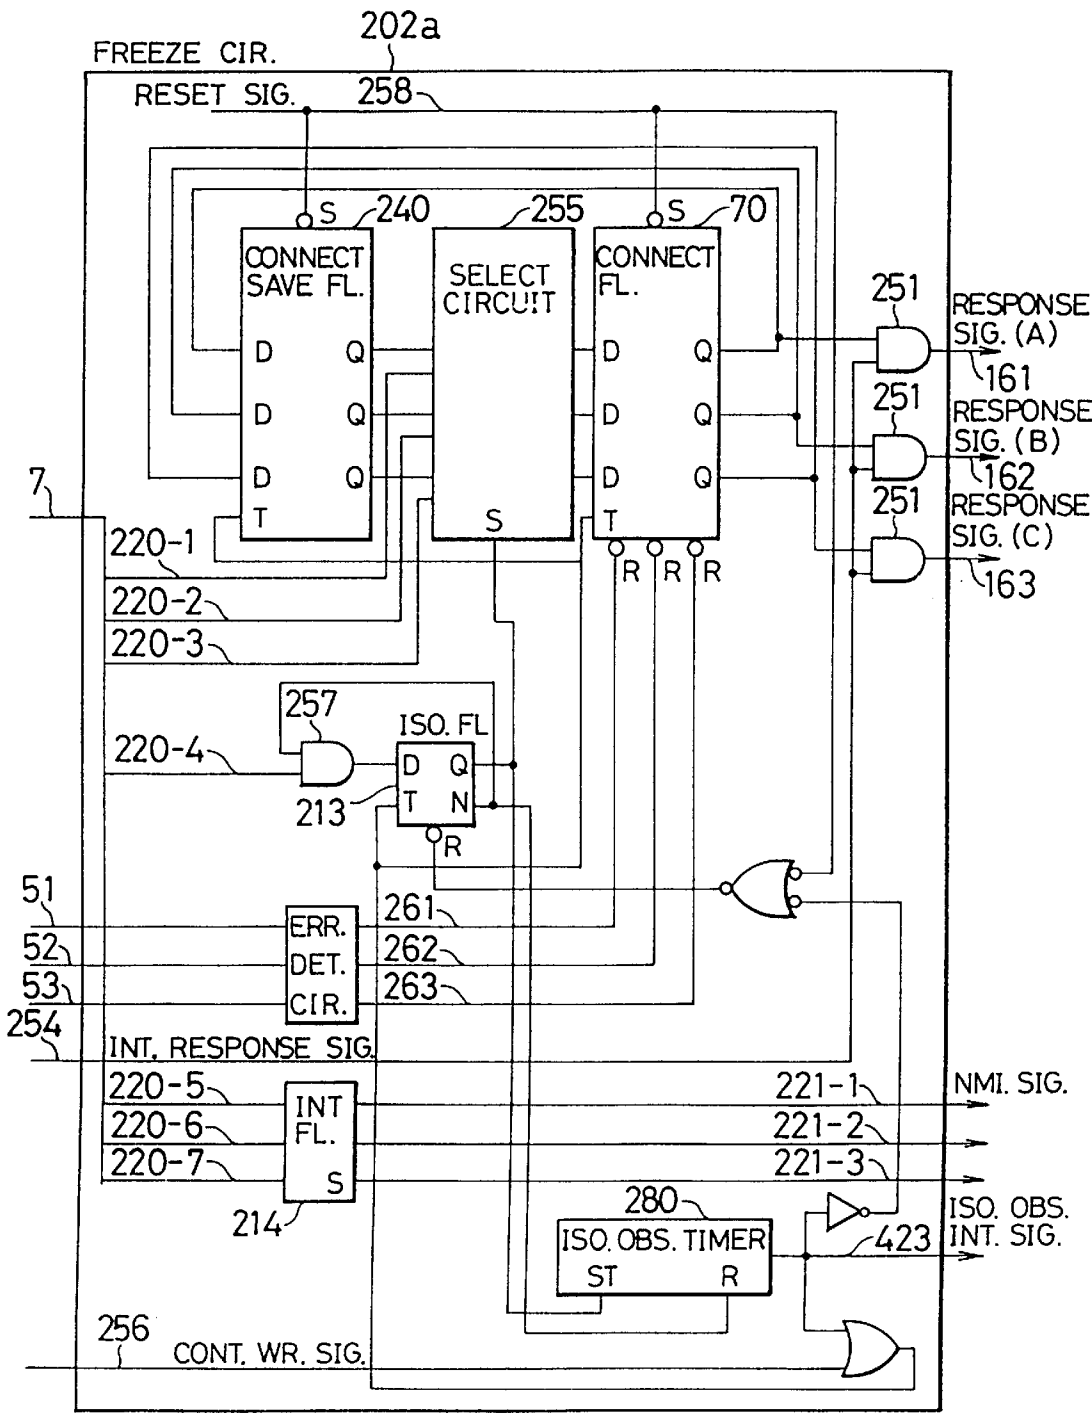 202a
FREEZE CIR.
RESET SIG.
258
S
240
255
S
70
CONNECT
SAVE FL.
SELECT
CIRCUIT
CONNECT
FL.
251
RESPONSE
SIG. (A)
161
D Q D Q
251
RESPONSE
SIG. (B)
162
D Q D Q
251
RESPONSE
SIG. (C)
163
D Q D Q
7
T S T
R R R
220-1
220-2
220-3
257
ISO. FL
220-4
D Q
213
T N
R
51
ERR.
261
52
DET.
262
53
CIR.
263
254
INT. RESPONSE SIG.
220-5
INT
221-1
NMI. SIG.
220-6
FL.
221-2
220-7
S
221-3
214
280
ISO. OBS. TIMER
ST R
423
ISO. OBS.
INT. SIG.
256
CONT. WR. SIG.